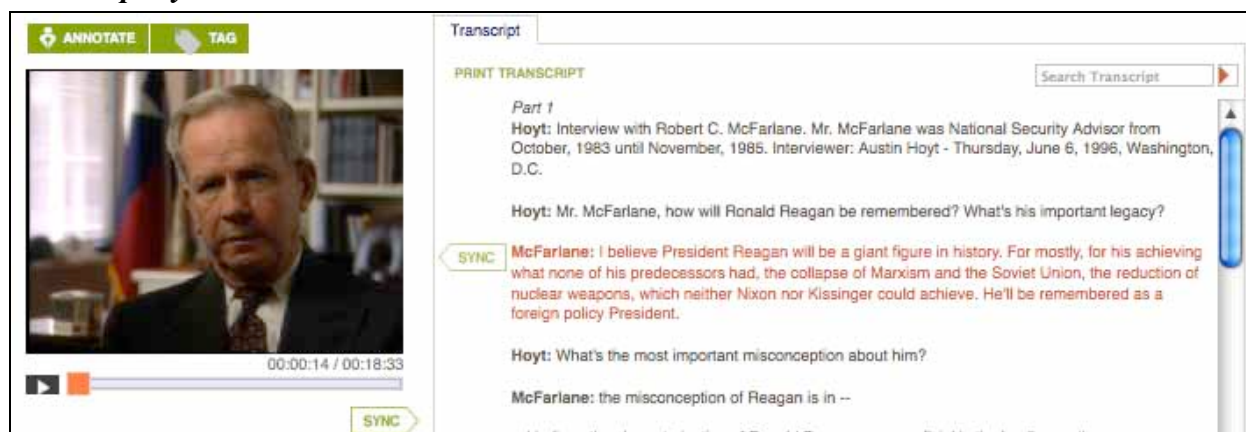 ANNOTATE
TAG
00:00:14 / 00:18:33
SYNC
Transcript
PRINT TRANSCRIPT
Search Transcript
Part 1
Hoyt: Interview with Robert C. McFarlane. Mr. McFarlane was National Security Advisor from
October, 1983 until November, 1985. Interviewer: Austin Hoyt - Thursday, June 6, 1996, Washington,
D.C.
Hoyt: Mr. McFarlane, how will Ronald Reagan be remembered? What's his important legacy?
SYNC
McFarlane: I believe President Reagan will be a giant figure in history. For mostly, for his achieving
what none of his predecessors had, the collapse of Marxism and the Soviet Union, the reduction of
nuclear weapons, which neither Nixon nor Kissinger could achieve. He'll be remembered as a
foreign policy President.
Hoyt: What's the most important misconception about him?
McFarlane: the misconception of Reagan is in --